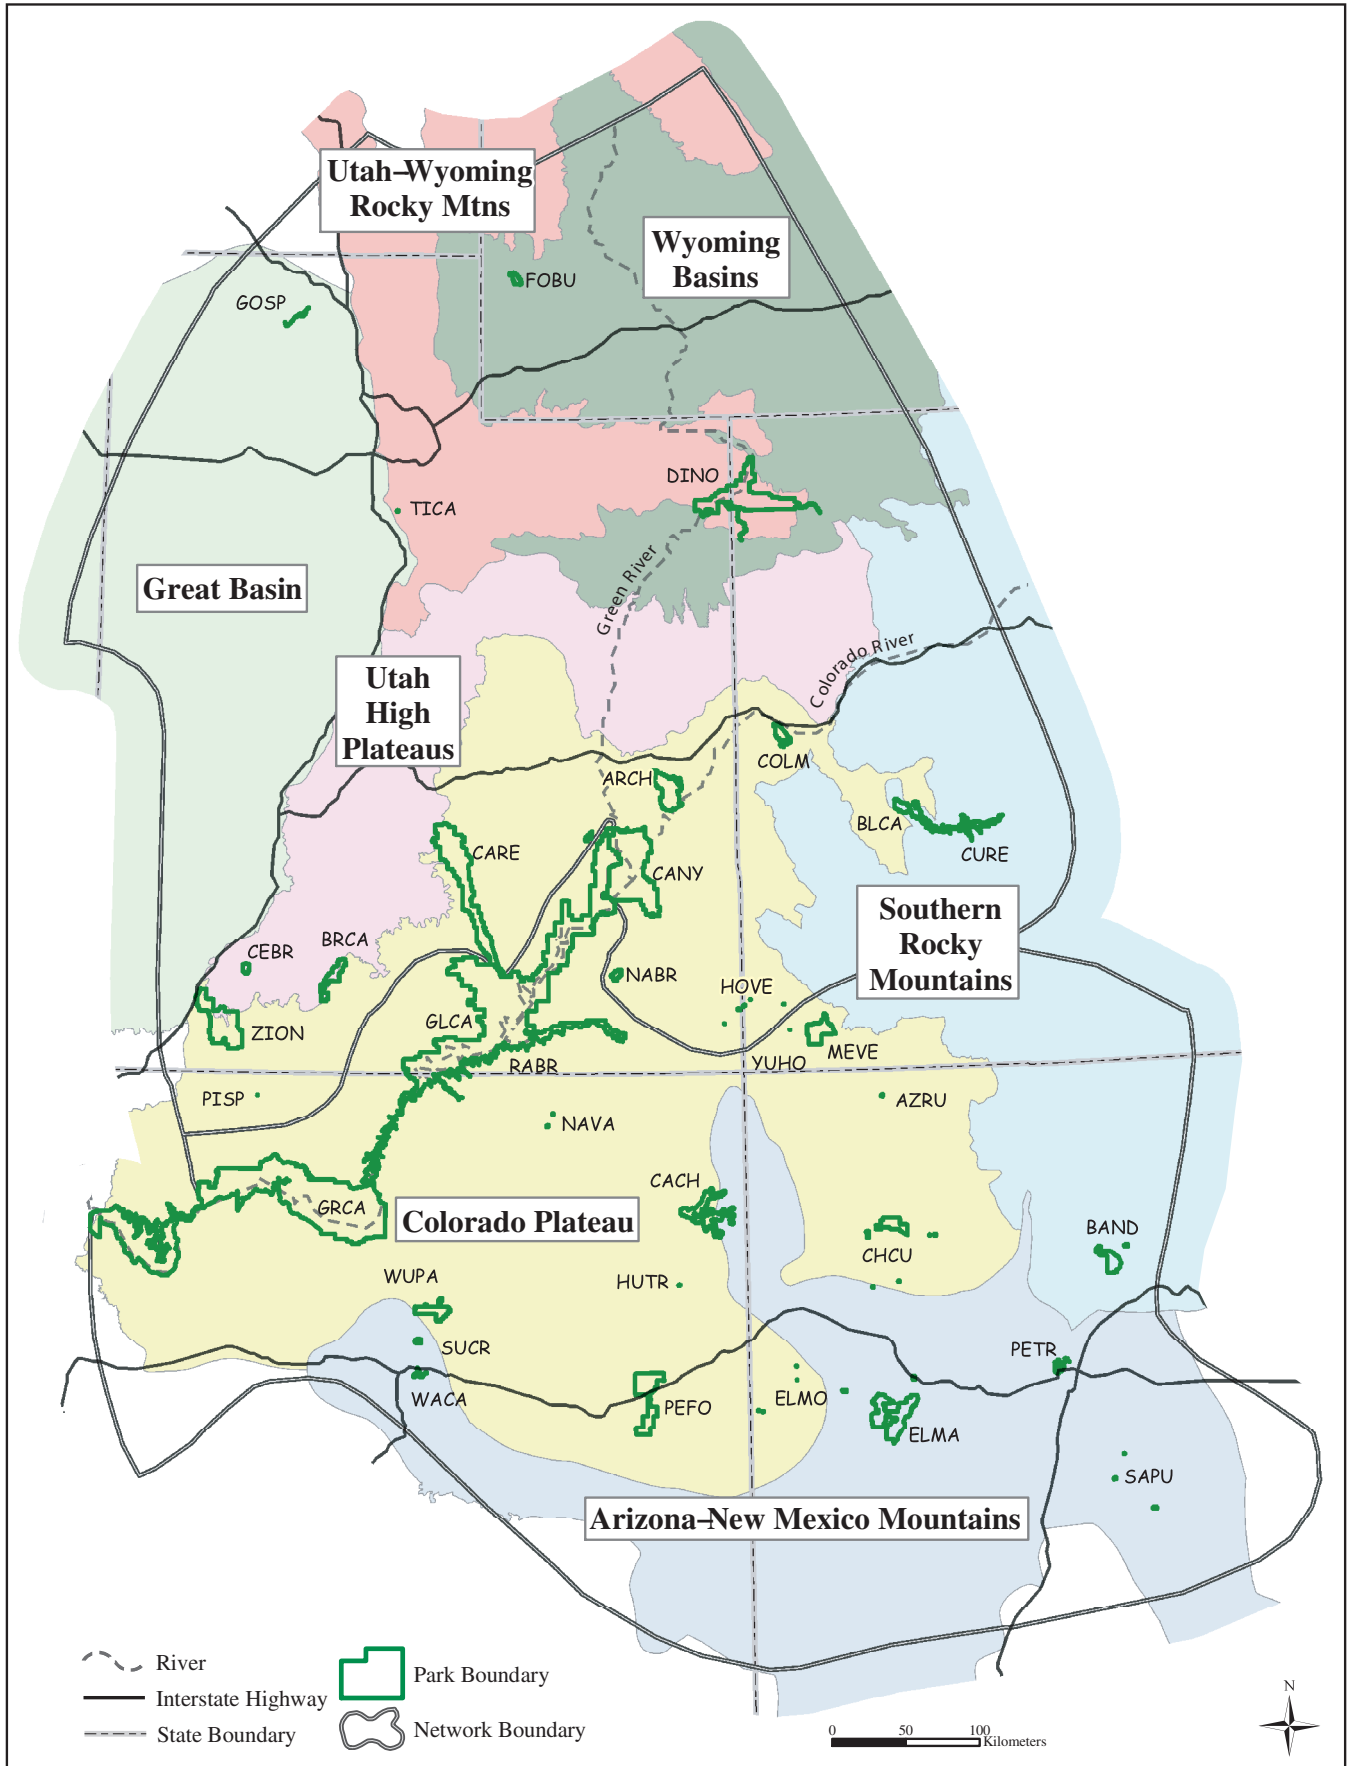 Utah–Wyoming
Rocky Mtns
Wyoming
Basins
FOBU
GOSP
DINO
TICA
Great Basin
Green River
Colorado River
Utah
High
Plateaus
COLM
ARCH
BLCA
CURE
CARE
CANY
Southern
Rocky
Mountains
CEBR
BRCA
NABR
HOVE
ZION
GLCA
MEVE
YUHO
RABR
PISP
AZRU
NAVA
CACH
GRCA
Colorado Plateau
BAND
CHCU
WUPA
HUTR
SUCR
PETR
WACA
PEFO
ELMO
ELMA
SAPU
Arizona–New Mexico Mountains
River
Interstate Highway
State Boundary
Park Boundary
Network Boundary
0 50 100
Kilometers
N